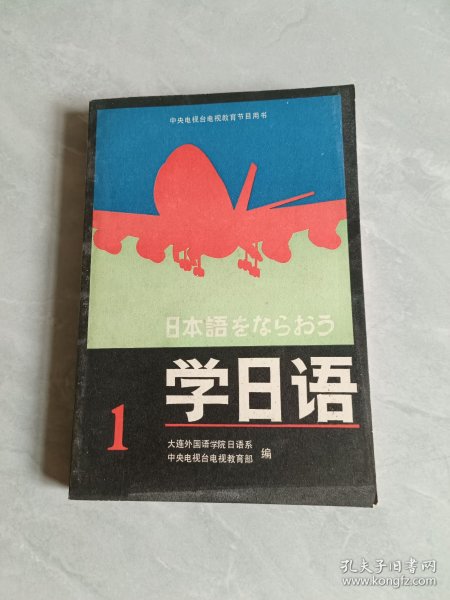 中央电视台电视教育节目用书
日本語をならおう
学日语
1
大连外国语学院日语系
中央电视台电视教育部
编
孔夫子旧书网
www.kongfz.com